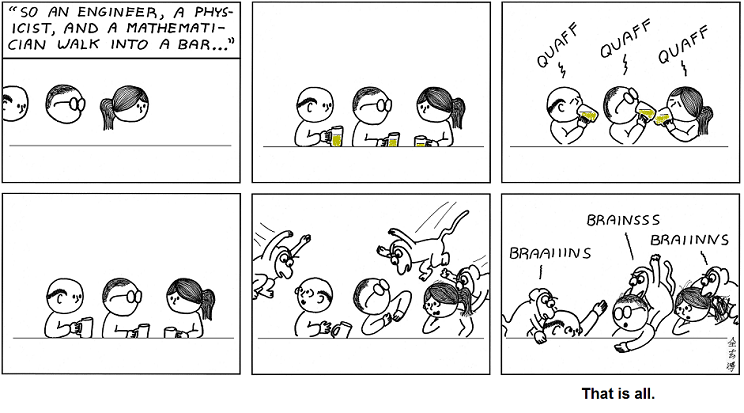 “SO AN ENGINEER, A PHYS-
ICIST, AND A MATHEMATI-
CIAN WALK INTO A BAR...”
QUAFF
QUAFF
QUAFF
BRAAIIINS
BRAINSSS
BRAIINNS
That is all.